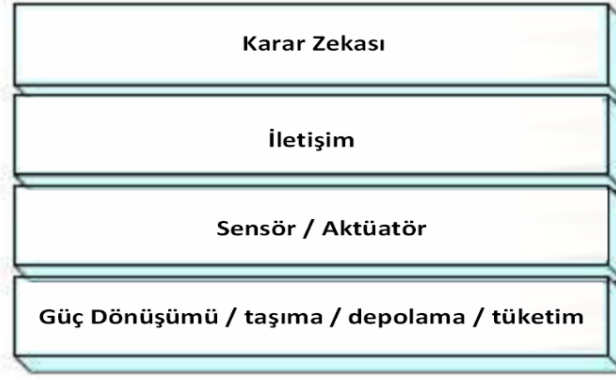 Karar Zekası
İletişim
Sensör / Aktüatör
Güç Dönüşümü / taşıma / depolama / tüketim